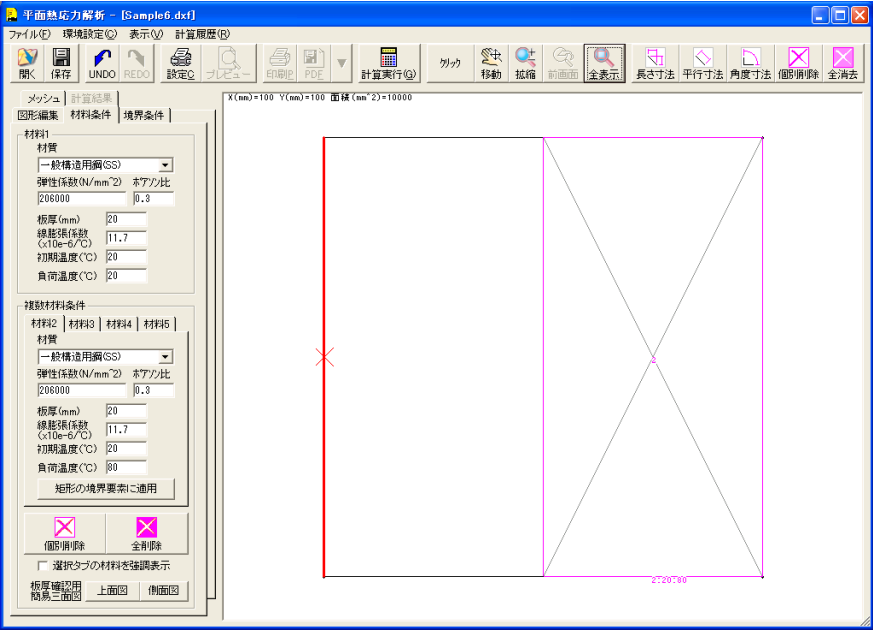 平面熱応力解析 - [Sample6.dxf]
ファイル(F) 環境設定(C) 表示(V) 計算履歴(R)
開く 保存 UNDO REDO 設定C プレビュー 印刷P PDF 計算実行(G) クリック 移動 拡縮 前画面 全表示 長さ寸法 平行寸法 角度寸法 個別削除 全消去
メッシュ 計算結果
図形編集 材料条件 境界条件
X(mm)=100 Y(mm)=100 面積(mm^2)=10000
材料1
材質
一般構造用鋼(SS)
弾性係数(N/mm^2) ポアソン比
206000 0.3
板厚(mm) 20
線膨張係数
(x10e-6/℃) 11.7
初期温度(℃) 20
負荷温度(℃) 20
複数材料条件
材料2 材料3 材料4 材料5
材質
一般構造用鋼(SS)
弾性係数(N/mm^2) ポアソン比
206000 0.3
板厚(mm) 20
線膨張係数
(x10e-6/℃) 11.7
初期温度(℃) 20
負荷温度(℃) 80
矩形の境界要素に適用
個別削除 全削除
選択タブの材料を強調表示
板厚確認用
簡易三面図 上面図 側面図
2
2:20:80